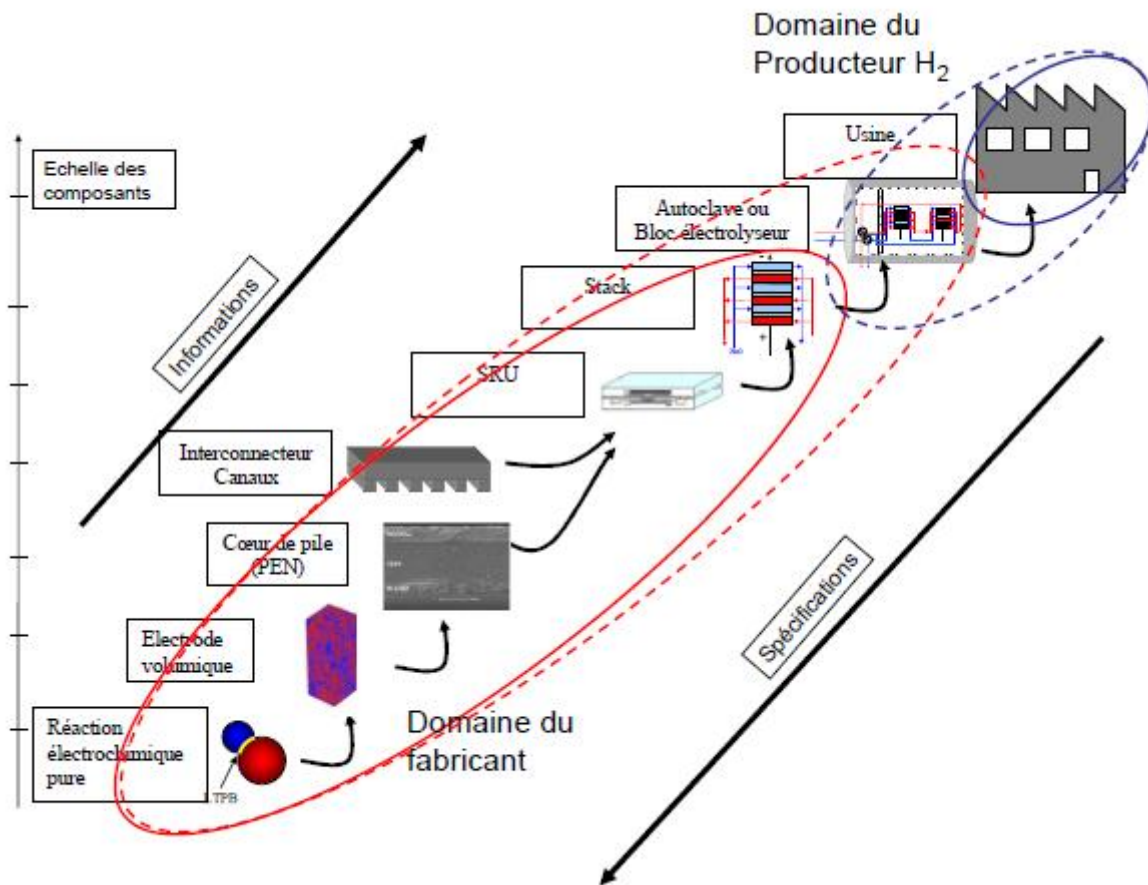 Domaine du
Producteur H2
Usine
Echelle des
composants
Autoclave ou
Bloc électrolyseur
Stack
- +
+
Informations
SRU
Interconnecteur
Canaux
Cœur de pile
(PEN)
Spécifications
Electrode
volumique
Domaine du
fabricant
Réaction
électrochimique
pure
LTPB